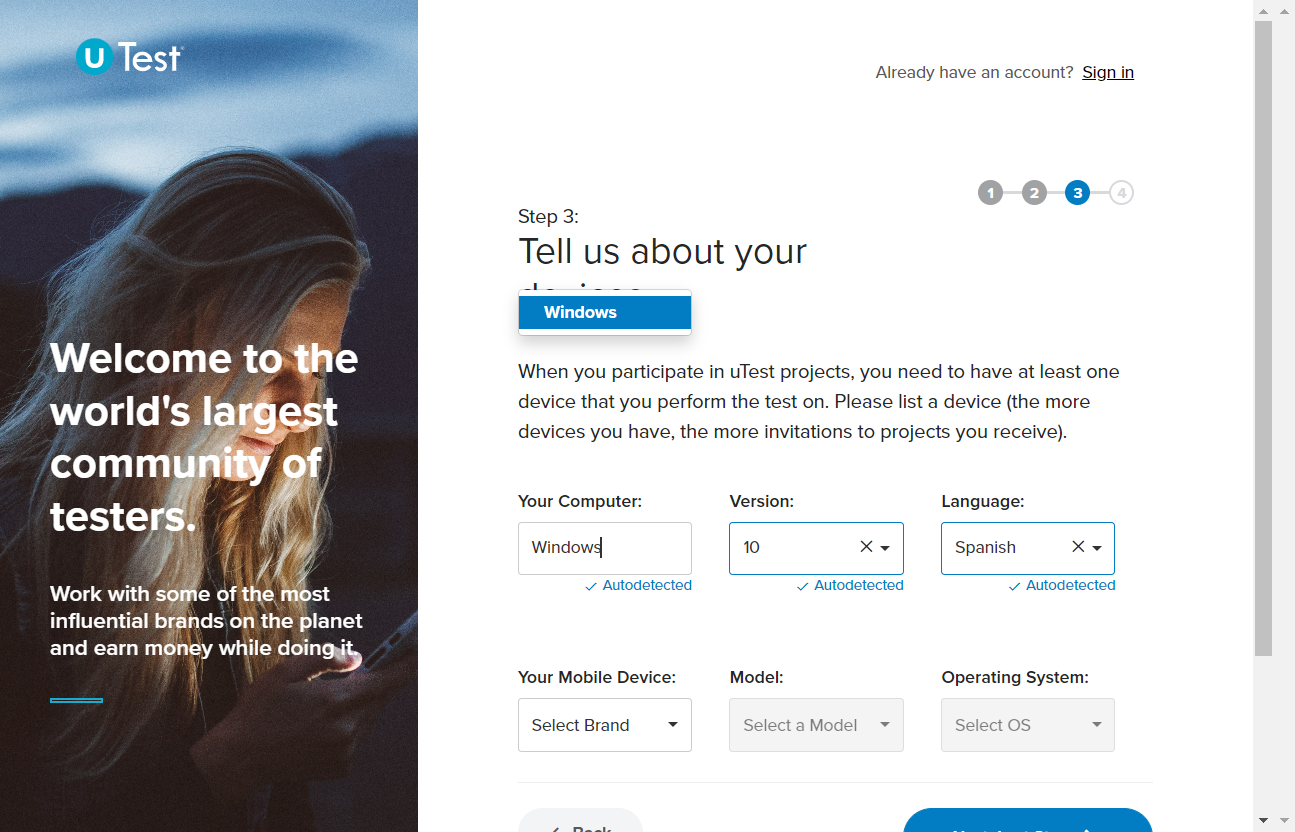 U Test
Already have an account? Sign in
1 2 3 4
Step 3:
Tell us about your
Windows
Welcome to the
world's largest
community of
testers.
When you participate in uTest projects, you need to have at least one
device that you perform the test on. Please list a device (the more
devices you have, the more invitations to projects you receive).
Your Computer: Version: Language:
Windows 10 Spanish
Autodetected Autodetected Autodetected
Work with some of the most
influential brands on the planet
and earn money while doing it.
Your Mobile Device: Model: Operating System:
Select Brand Select a Model Select OS
Back